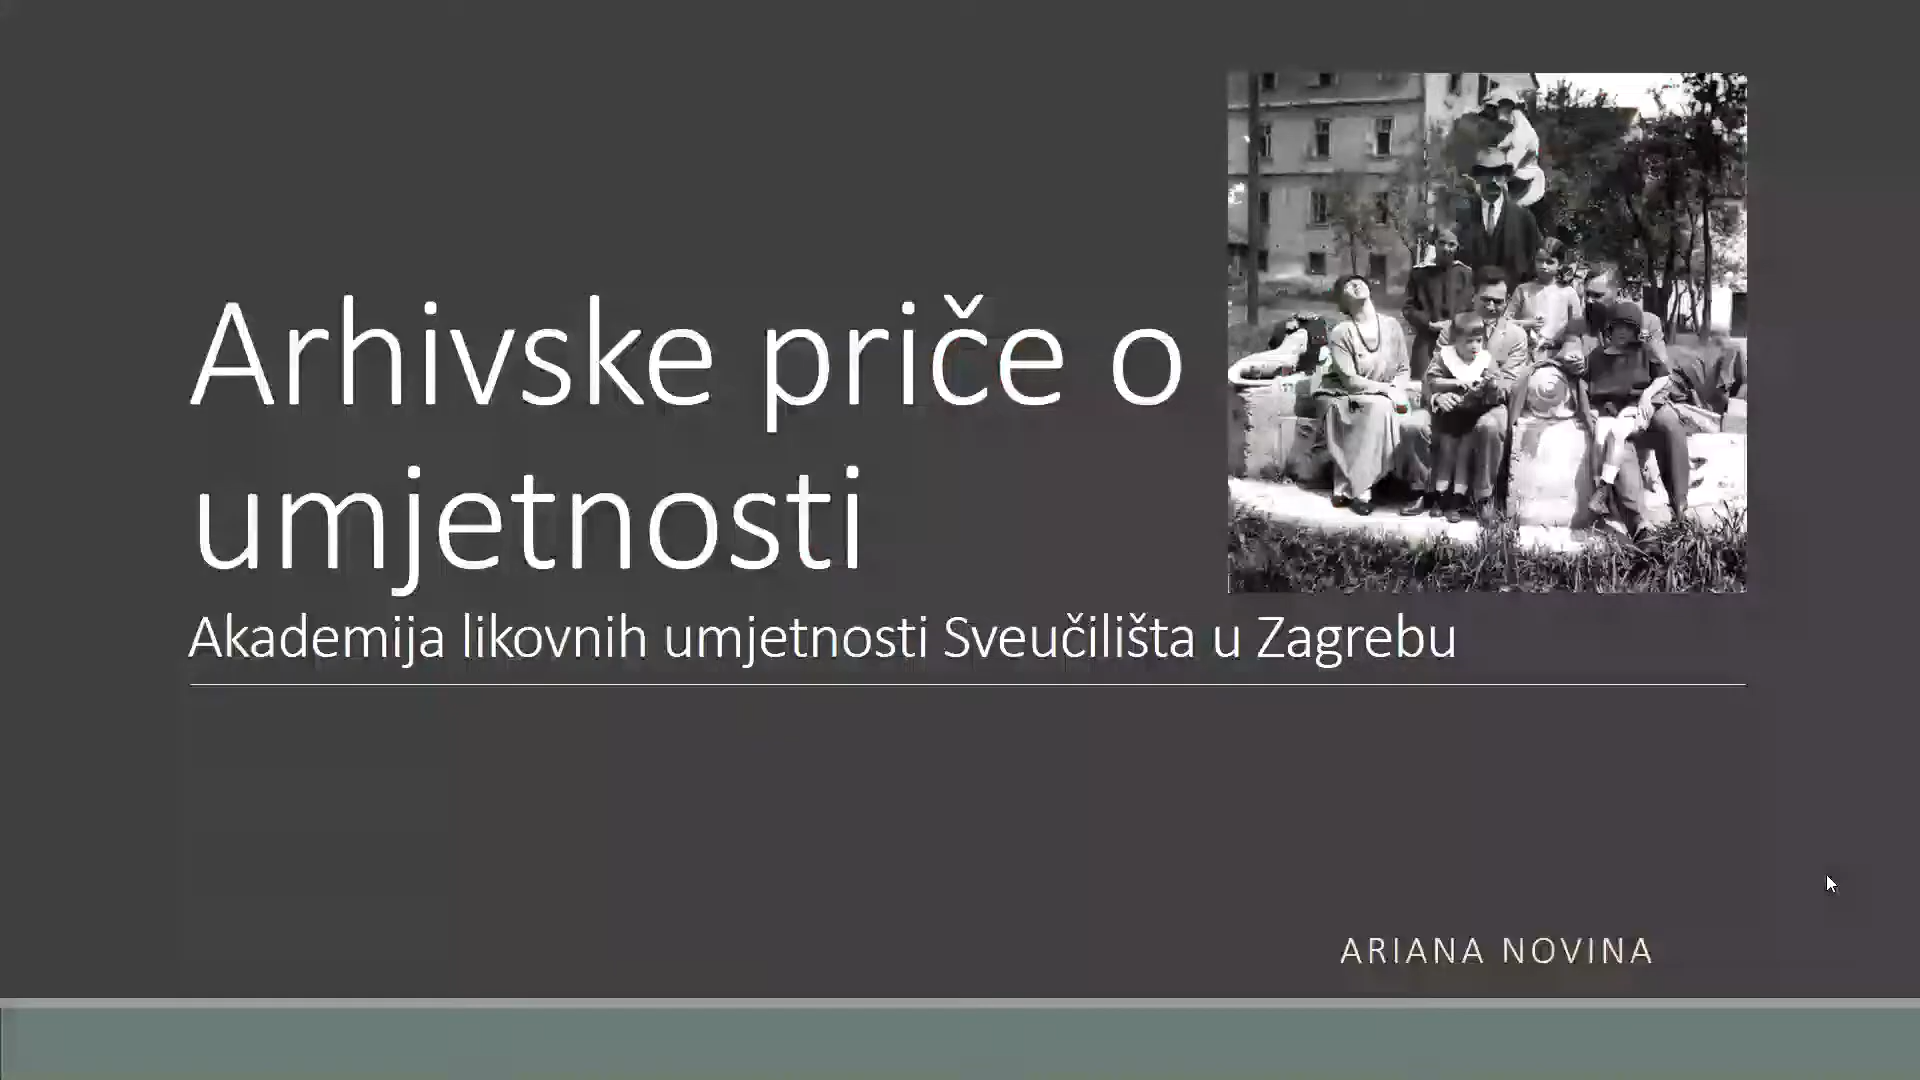 Arhivske priče o
umjetnosti
Akademija likovnih umjetnosti Sveučilišta u Zagrebu
ARIANA NOVINA